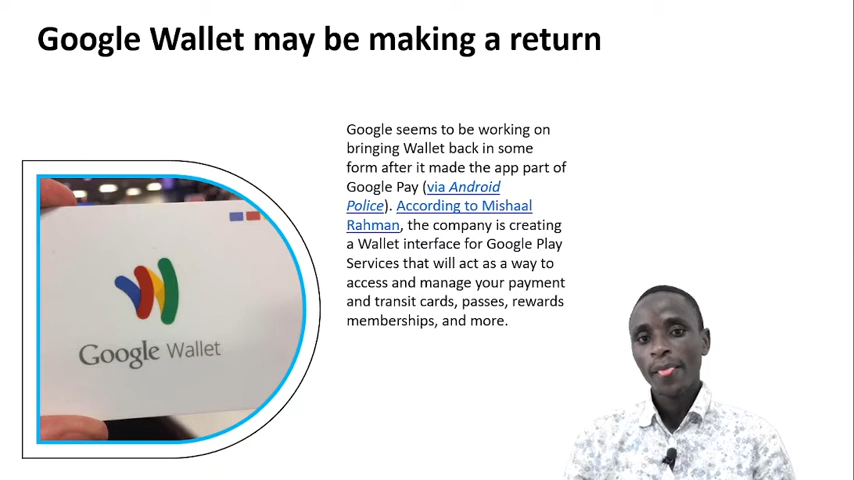 Google Wallet may be making a return
Google seems to be working on
bringing Wallet back in some
form after it made the app part of
Google Pay (via Android
Police). According to Mishaal
Rahman, the company is creating
a Wallet interface for Google Play
Services that will act as a way to
access and manage your payment
and transit cards, passes, rewards
memberships, and more.
Google Wallet